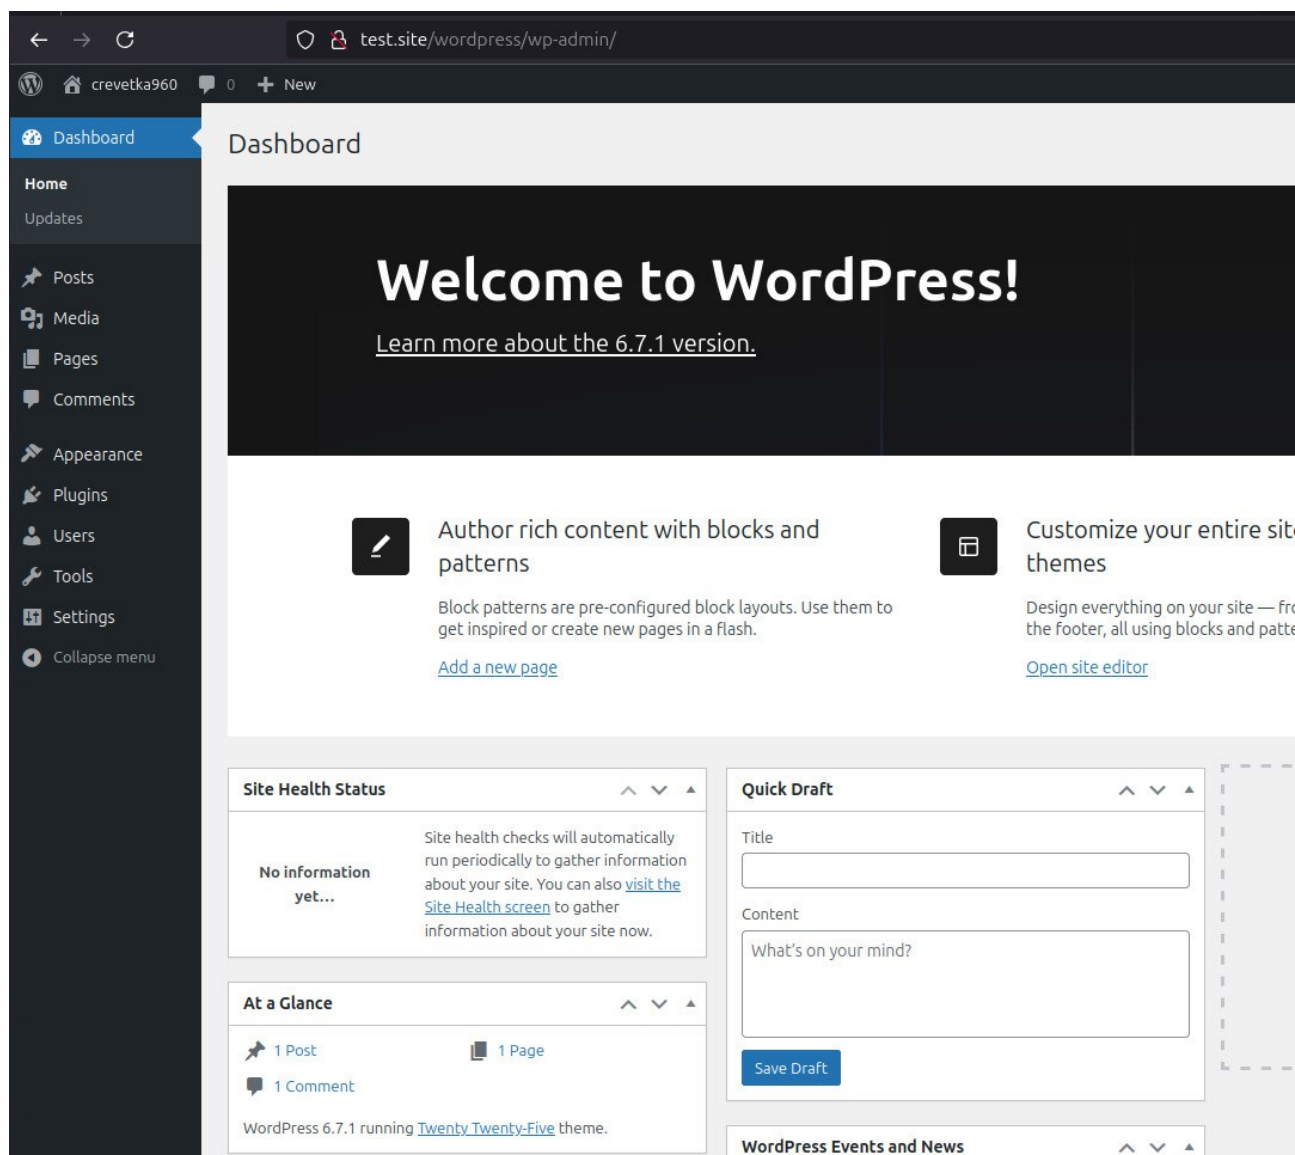 test.site/wordpress/wp-admin/
crevetka960 0 New
Dashboard
Home
Updates
Posts
Media
Pages
Comments
Appearance
Plugins
Users
Tools
Settings
Collapse menu
Dashboard
Welcome to WordPress!
Learn more about the 6.7.1 version.
Author rich content with blocks and
patterns
Block patterns are pre-configured block layouts. Use them to
get inspired or create new pages in a flash.
Add a new page
Customize your entire
themes
Design everything on your site —
the footer, all using blocks and
Open site editor
Site Health Status
No information
yet...
Site health checks will automatically
run periodically to gather information
about your site. You can also visit the
Site Health screen to gather
information about your site now.
At a Glance
1 Post
1 Page
1 Comment
WordPress 6.7.1 running Twenty Twenty-Five theme.
Quick Draft
Title
Content
What's on your mind?
Save Draft
WordPress Events and News